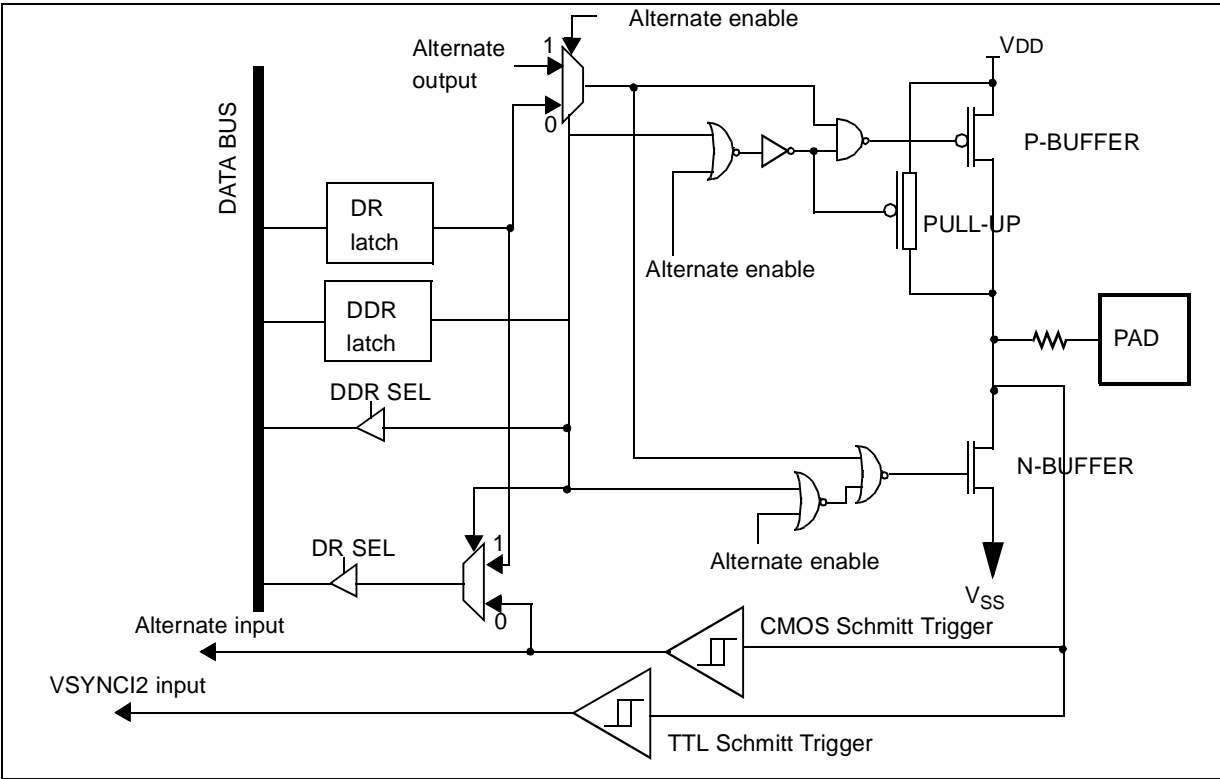 Alternate enable
Alternate
output
1
0
VDD
DATA BUS
P-BUFFER
DR
latch
PULL-UP
Alternate enable
DDR
latch
PAD
DDR SEL
N-BUFFER
DR SEL
1
0
Alternate enable
VSS
Alternate input
CMOS Schmitt Trigger
VSYNCI2 input
TTL Schmitt Trigger